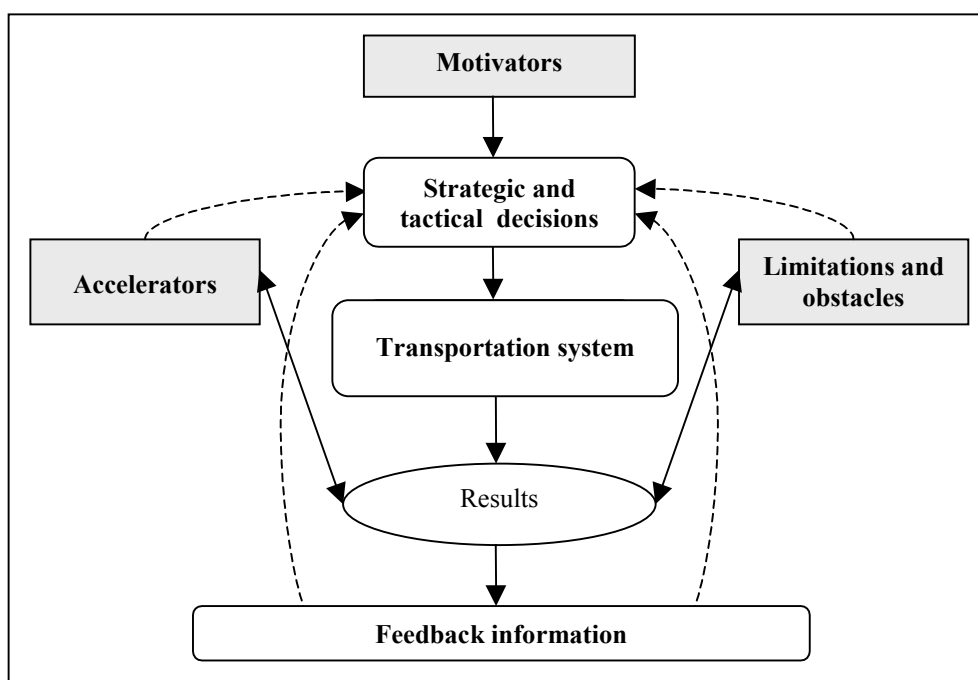 Motivators
Strategic and
tactical decisions
Accelerators
Limitations and
obstacles
Transportation system
Results
Feedback information